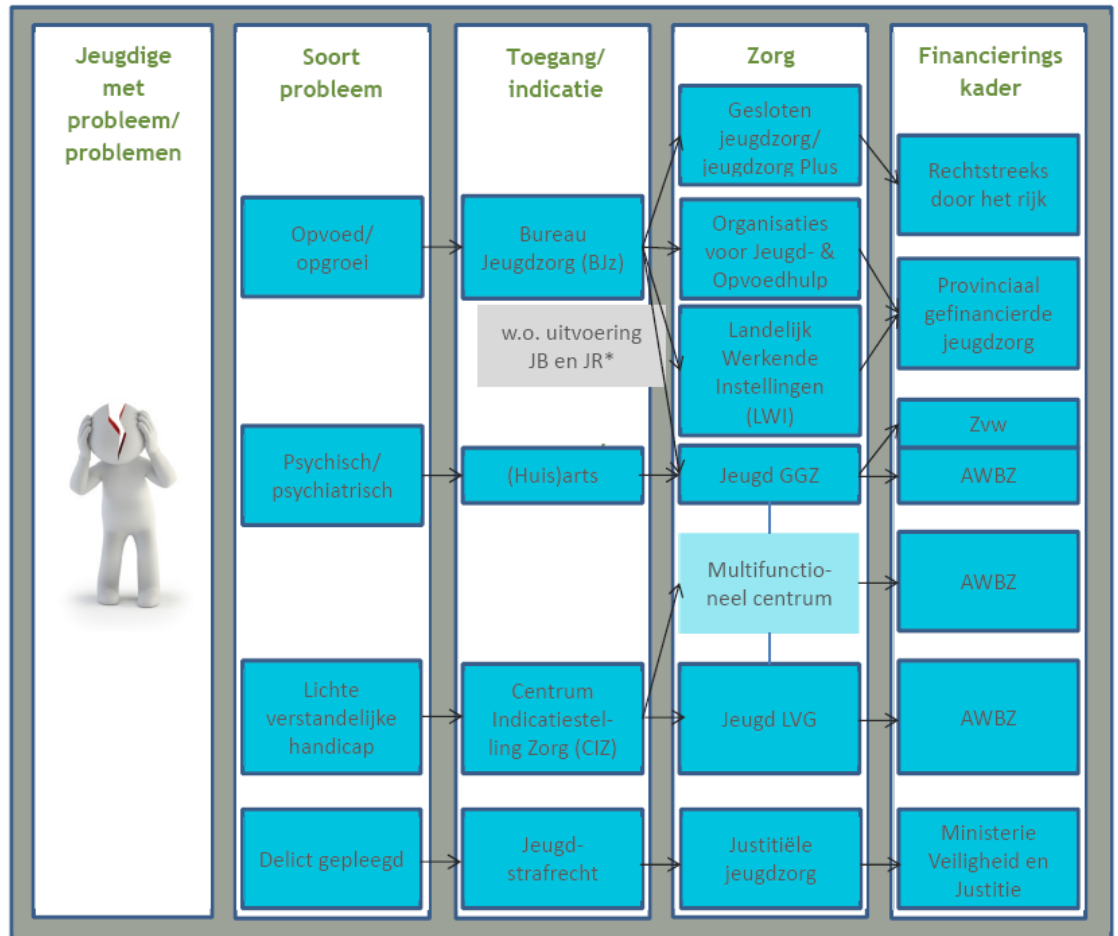 Jeugdige
met
probleem/
problemen
Soort
probleem
Opvoed/
opgroei
Psychisch/
psychiatrisch
Lichte
verstandelijke
handicap
Delict gepleegd
Toegang/
indicatie
Bureau
Jeugdzorg (BJz)
w.o. uitvoering
JB en JR*
(Huis)arts
Centrum
Indicatiestel-
ling Zorg (CIZ)
Jeugd-
strafrecht
Zorg
Gesloten
jeugdzorg/
jeugdzorg Plus
Organisaties
voor Jeugd- &
Opvoedhulp
Landelijk
Werkende
Instellingen
(LWI)
Jeugd GGZ
Multifunctio-
neel centrum
Jeugd LVG
Justitiële
jeugdzorg
Financierings
kader
Rechtstreeks
door het rijk
Provinciaal
gefinancierde
jeugdzorg
Zvw
AWBZ
AWBZ
AWBZ
Ministerie
Veiligheid en
Justitie